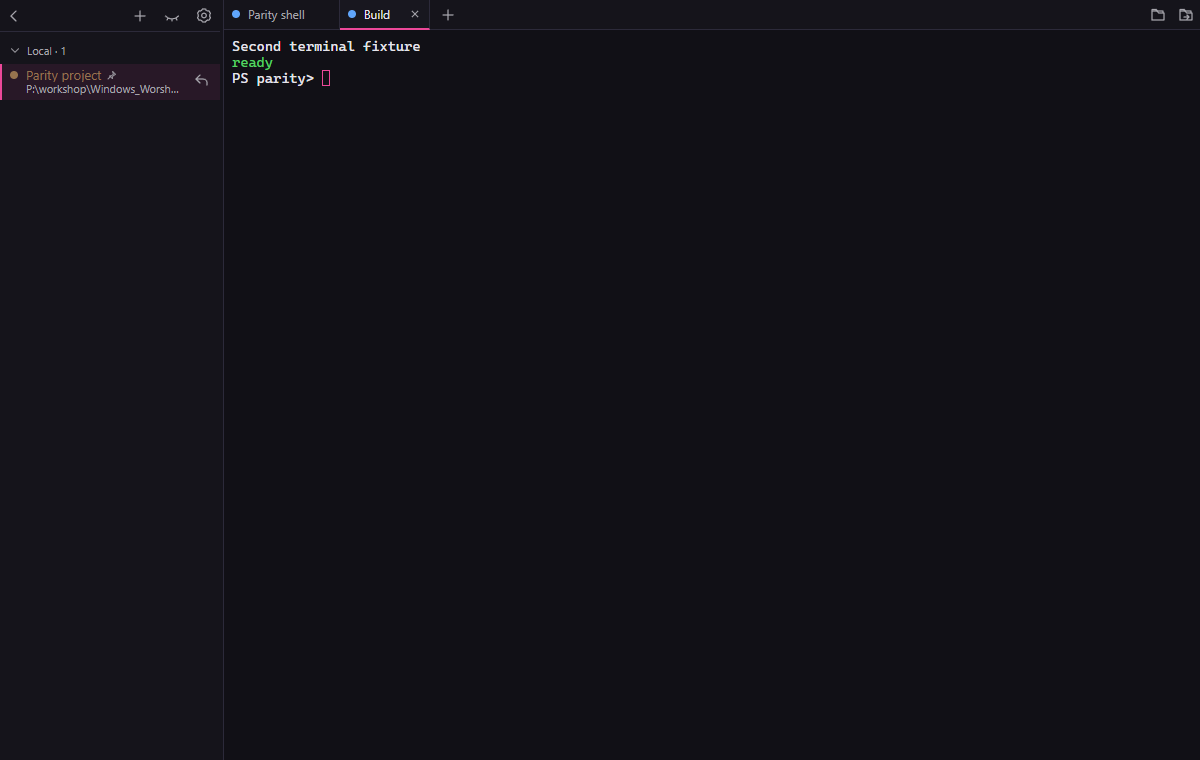 Parity shell
Build
Local · 1
Parity project
P:\workshop\Windows_Worsh...
Second terminal fixture
ready
PS parity>